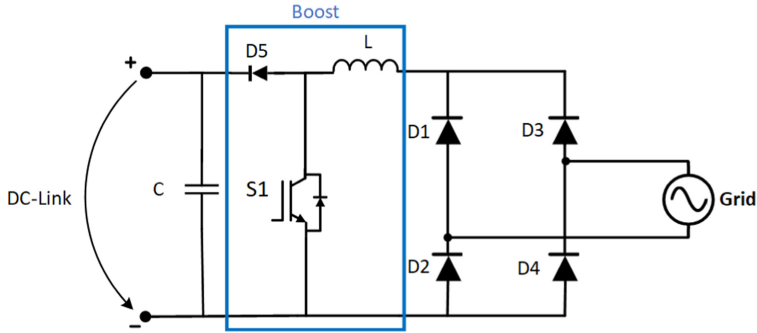 Boost
+
D5
L
D1
D3
DC-Link
C
S1
Grid
D2
D4
−